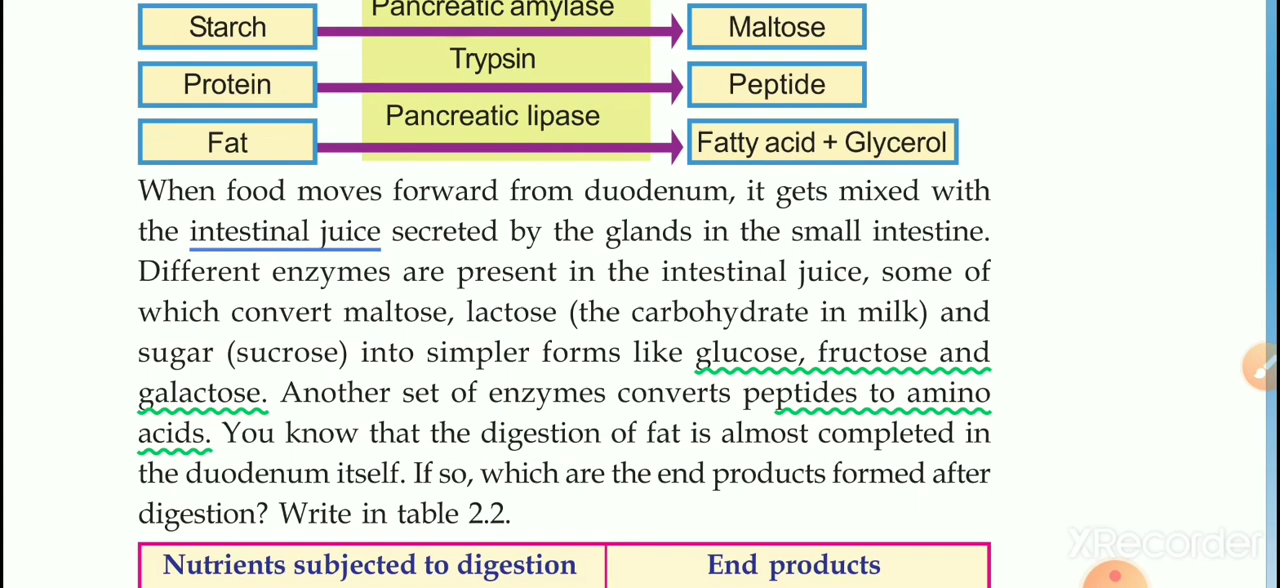 Pancreatic amylase
Starch Maltose
Trypsin
Protein Peptide
Pancreatic lipase
Fat Fatty acid + Glycerol
When food moves forward from duodenum, it gets mixed with
the intestinal juice secreted by the glands in the small intestine.
Different enzymes are present in the intestinal juice, some of
which convert maltose, lactose (the carbohydrate in milk) and
sugar (sucrose) into simpler forms like glucose, fructose and
galactose. Another set of enzymes converts peptides to amino
acids. You know that the digestion of fat is almost completed in
the duodenum itself. If so, which are the end products formed after
digestion? Write in table 2.2.
XRecorder
Nutrients subjected to digestion End products